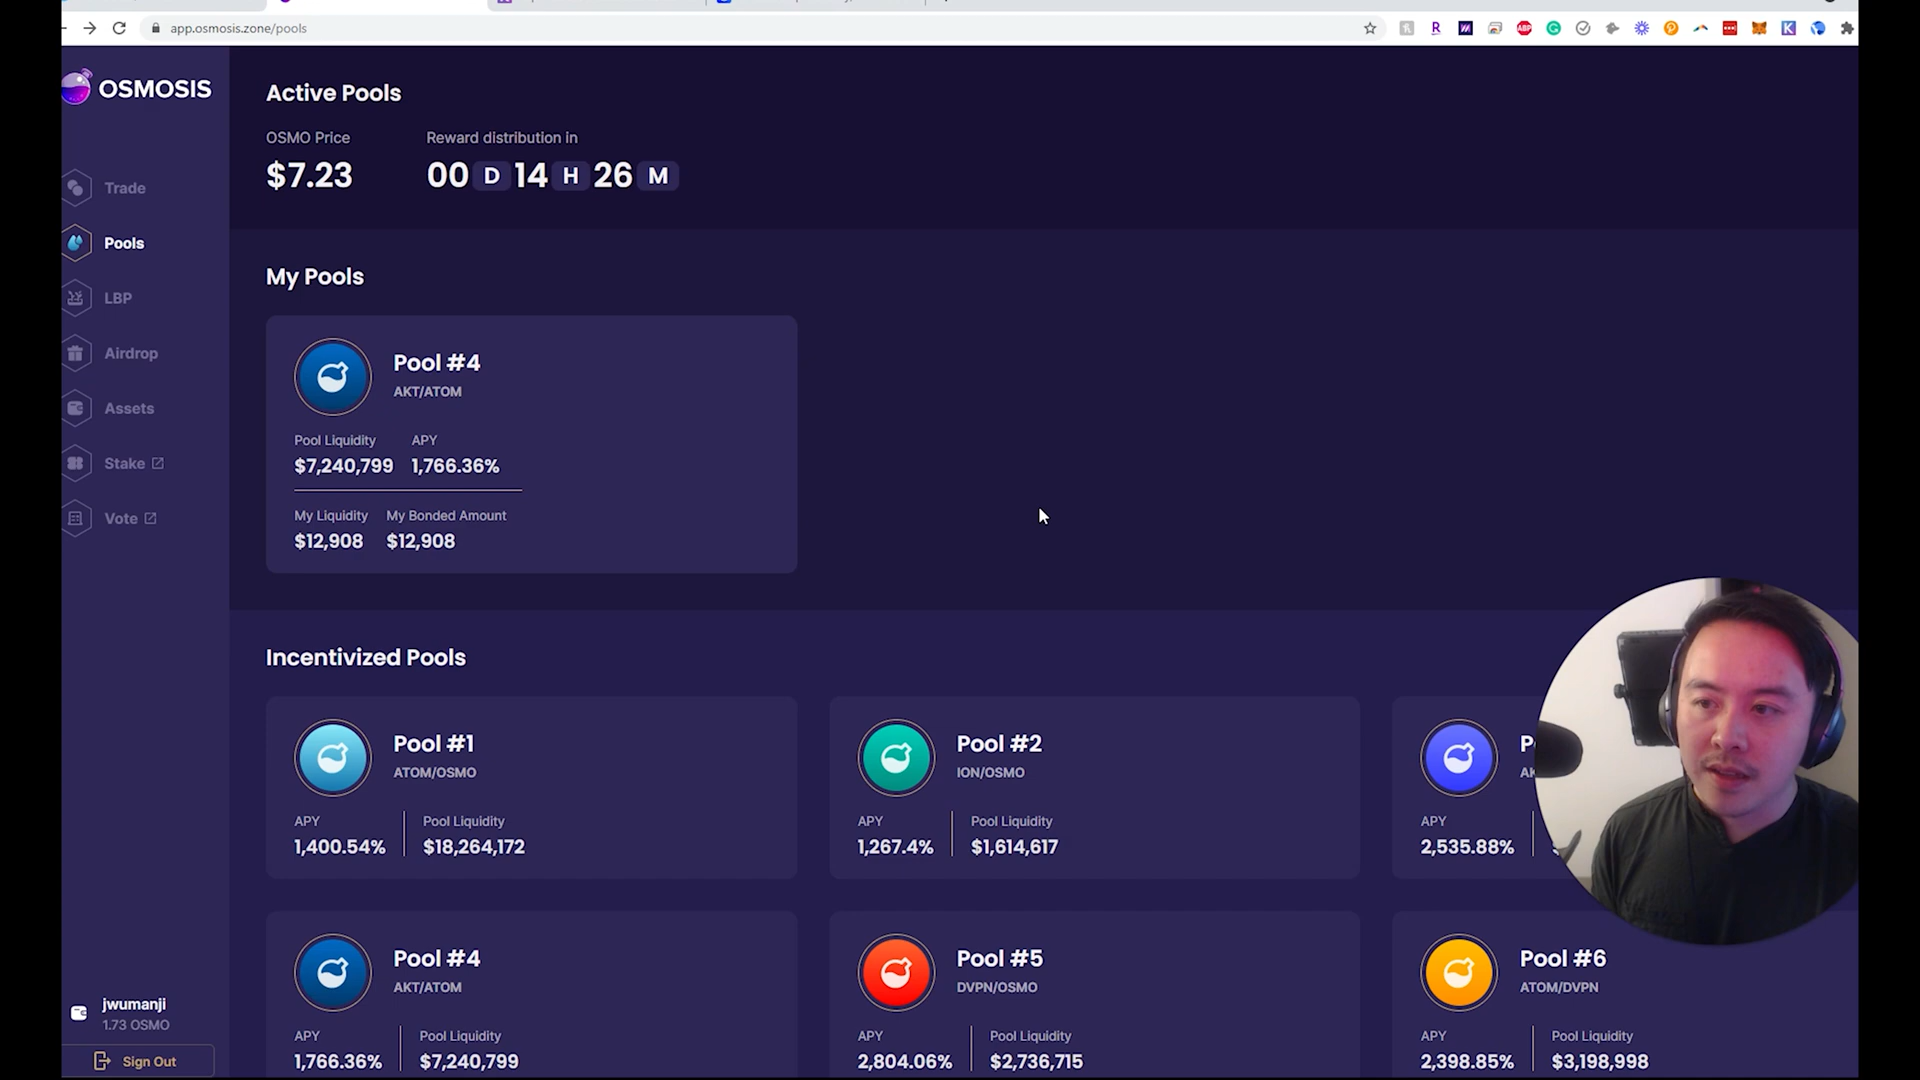 app.osmosis.zone/pools
OSMOSIS
Trade
Pools
LBP
Airdrop
Assets
Stake
Vote
jwumanji
1.73 OSMO
Sign Out
Active Pools
OSMO Price
Reward distribution in
$7.23
00 D 14 H 26 M
My Pools
Pool #4
AKT/ATOM
Pool Liquidity APY
$7,240,799 1,766.36%
My Liquidity My Bonded Amount
$12,908 $12,908
Incentivized Pools
Pool #1
ATOM/OSMO
APY Pool Liquidity
1,400.54% $18,264,172
Pool #2
ION/OSMO
APY Pool Liquidity
1,267.4% $1,614,617
APY
2,535.88%
Pool #4
AKT/ATOM
APY Pool Liquidity
1,766.36% $7,240,799
Pool #5
DVPN/OSMO
APY Pool Liquidity
2,804.06% $2,736,715
Pool #6
ATOM/DVPN
APY Pool Liquidity
2,398.85% $3,198,998